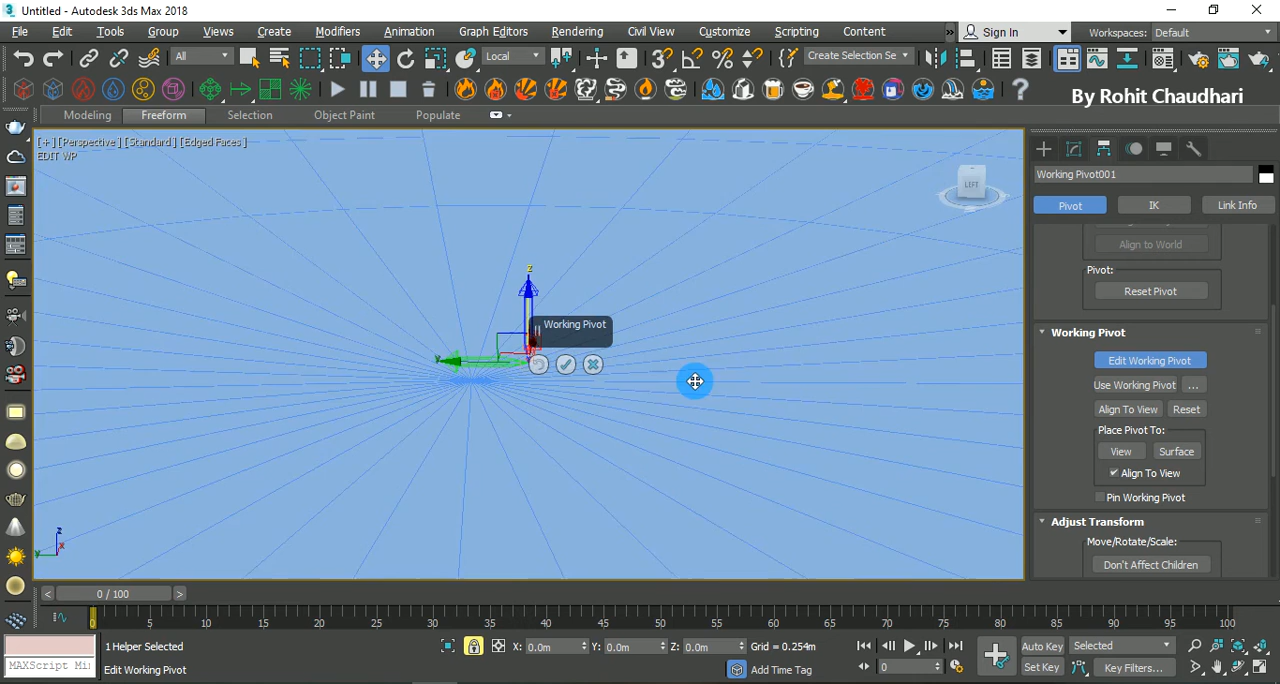 Untitled - Autodesk 3ds Max 2018
File Edit Tools Group Views Create Modifiers Animation Graph Editors Rendering Civil View Customize Scripting Content » Sign In Workspaces: Default
All Local Create Selection Se
By Rohit Chaudhari
Modeling Freeform Selection Object Paint Populate
[+] [Perspective] [Standard] [Edged Faces]
EDIT WP
LEFT
Working Pivot001
Pivot IK Link Info
Align to World
Pivot:
Reset Pivot
z
Working Pivot
y
Working Pivot
Edit Working Pivot
Use Working Pivot ...
Align To View Reset
Place Pivot To:
View Surface
Align To View
Pin Working Pivot
Adjust Transform
Move/Rotate/Scale:
Don't Affect Children
z
y x
< 0 / 100 >
0 5 10 15 20 25 30 35 40 45 50 55 60 65 70 75 80 85 90 95 100
1 Helper Selected X: 0.0m Y: 0.0m Z: 0.0m Grid = 0.254m Auto Key Selected
MAXScript Mi: Edit Working Pivot Add Time Tag 0 Set Key Key Filters...